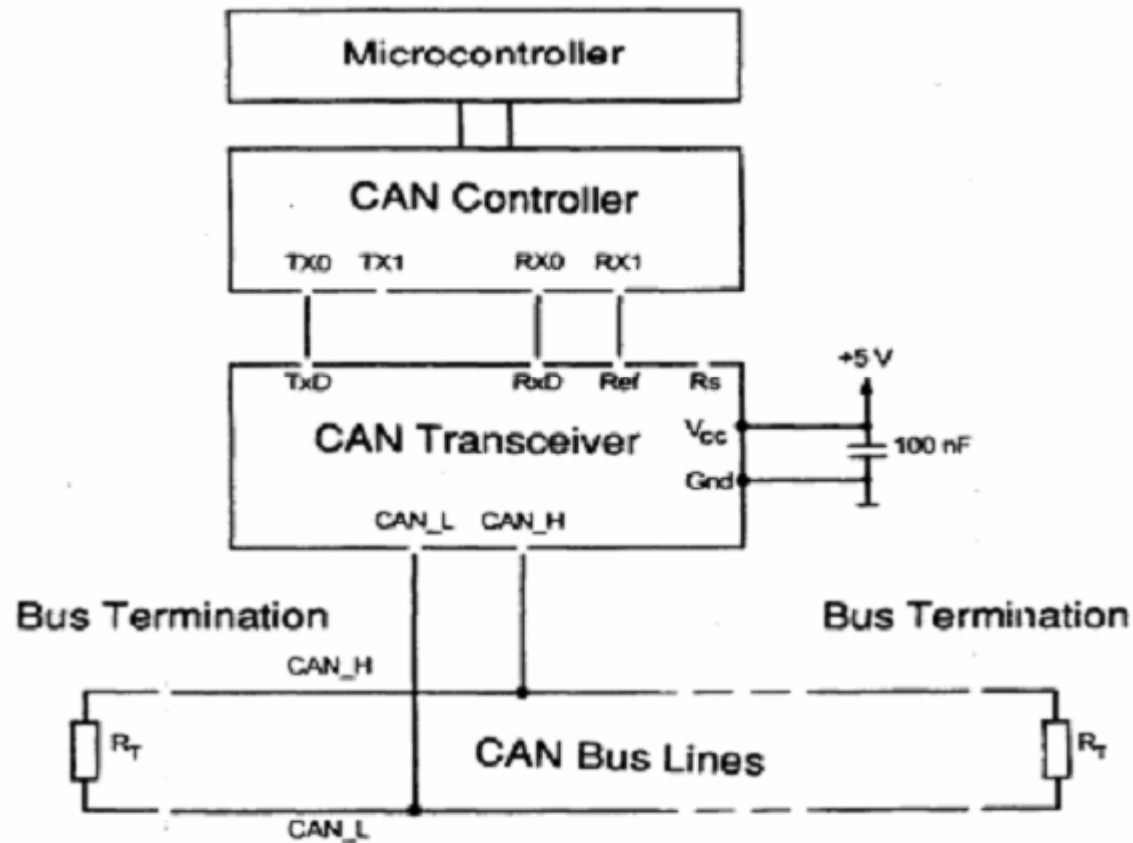 Microcontroller
CAN Controller
TX0 TX1 RX0 RX1
+5 V
TxD RxD Ref Rs
CAN Transceiver
VCC
100 nF
Gnd
CAN_L CAN_H
Bus Termination
Bus Termination
CAN_H
RT
CAN Bus Lines
RT
CAN_L